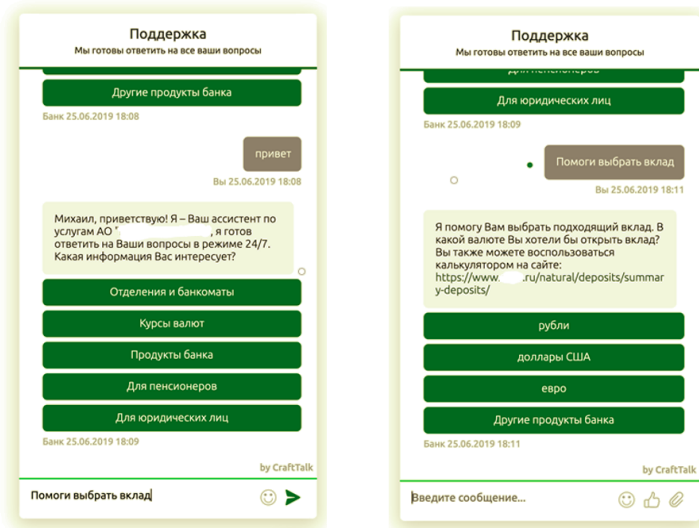 Поддержка
Мы готовы ответить на все ваши вопросы
Другие продукты банка
Банк 25.06.2019 18:08
привет
Вы 25.06.2019 18:08
Михаил, приветствую! Я – Ваш ассистент по
услугам АО " , я готов
ответить на Ваши вопросы в режиме 24/7.
Какая информация Вас интересует?
Отделения и банкоматы
Курсы валют
Продукты банка
Для пенсионеров
Для юридических лиц
Банк 25.06.2019 18:09
by CraftTalk
Помоги выбрать вклад
Поддержка
Мы готовы ответить на все ваши вопросы
Для пенсионеров
Для юридических лиц
Банк 25.06.2019 18:09
Помоги выбрать вклад
Вы 25.06.2019 18:11
Я помогу Вам выбрать подходящий вклад. В
какой валюте Вы хотели бы открыть вклад?
Вы также можете воспользоваться
калькулятором на сайте:
https://www. .ru/natural/deposits/summar
y-deposits/
рубли
доллары США
евро
Другие продукты банка
Банк 25.06.2019 18:11
by CraftTalk
Введите сообщение...